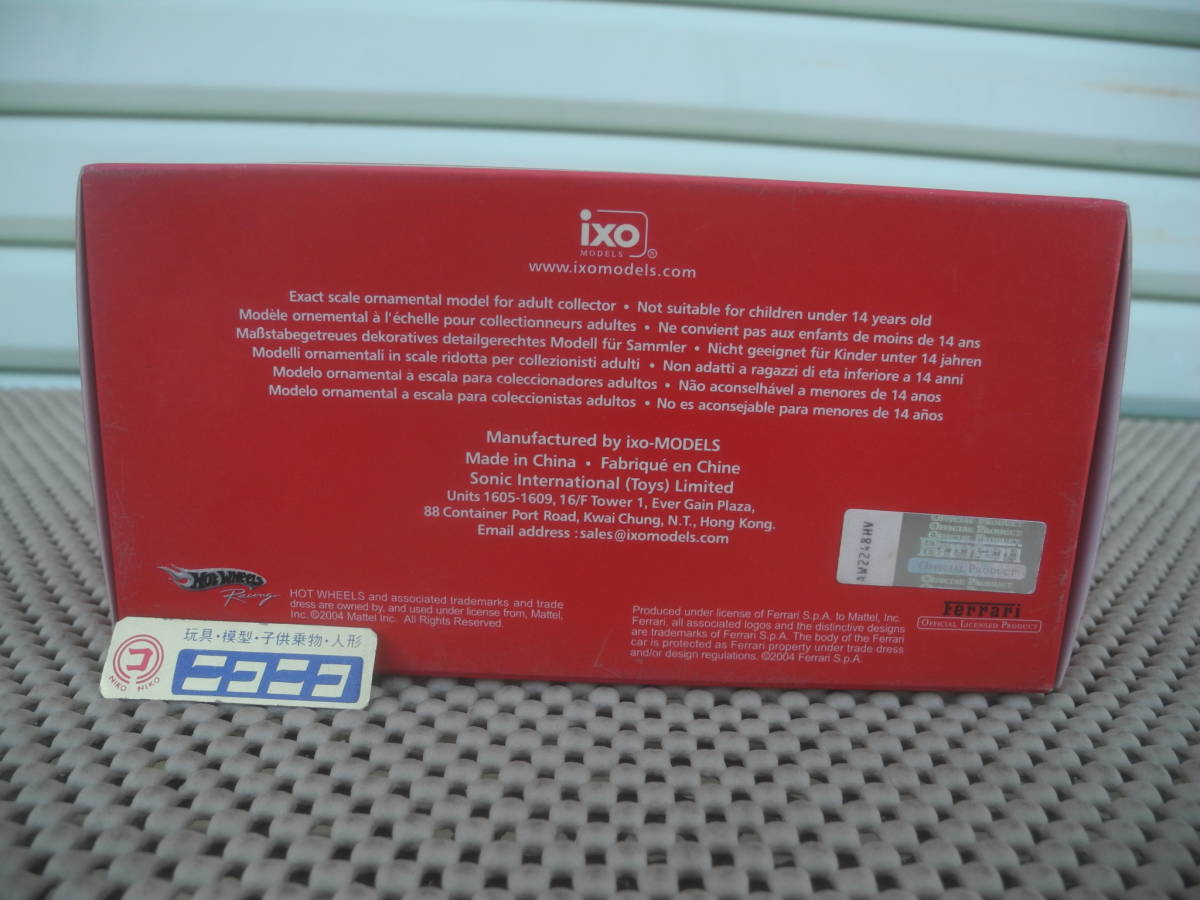 ixo
MODELS ®
www.ixomodels.com
Exact scale ornamental model for adult collector • Not suitable for children under 14 years old
Modèle ornemental à l'échelle pour collectionneurs adultes • Ne convient pas aux enfants de moins de 14 ans
Maßstabegetreues dekoratives detailgerechtes Modell für Sammler • Nicht geeignet für Kinder unter 14 jahren
Modelli ornamentali in scale ridotta per collezionisti adulti • Non adatti a ragazzi di eta inferiore a 14 anni
Modelo ornamental à escala para coleccionadores adultos • Não aconselhável a menores de 14 anos
Modelo ornamental a escala para coleccionistas adultos • No es aconsejable para menores de 14 años
Manufactured by ixo-MODELS
Made in China • Fabriqué en Chine
Sonic International (Toys) Limited
Units 1605-1609, 16/F Tower 1, Ever Gain Plaza,
88 Container Port Road, Kwai Chung, N.T., Hong Kong.
Email address :sales@ixomodels.com
AW2248HV
OFFICIAL PRODUCT
OFFICIAL PRODUCT
OFFICIAL PRODUCT
OFFICIAL PRODUCT
OFFICIAL PRODUCT
HOT WHEELS
Racing
HOT WHEELS and associated trademarks and trade
dress are owned by, and used under license from, Mattel,
Inc. ©2004 Mattel Inc. All Rights Reserved.
Produced under license of Ferrari S.p.A. to Mattel, Inc.
Ferrari, all associated logos and the distinctive designs
are trademarks of Ferrari S.p.A. The body of the Ferrari
car is protected as Ferrari property under trade dress
and/or design regulations. ©2004 Ferrari S.p.A.
Ferrari
OFFICIAL LICENSED PRODUCT
玩具・模型・子供乗物・人形
コ
NIKO NIKO
ニコニコ